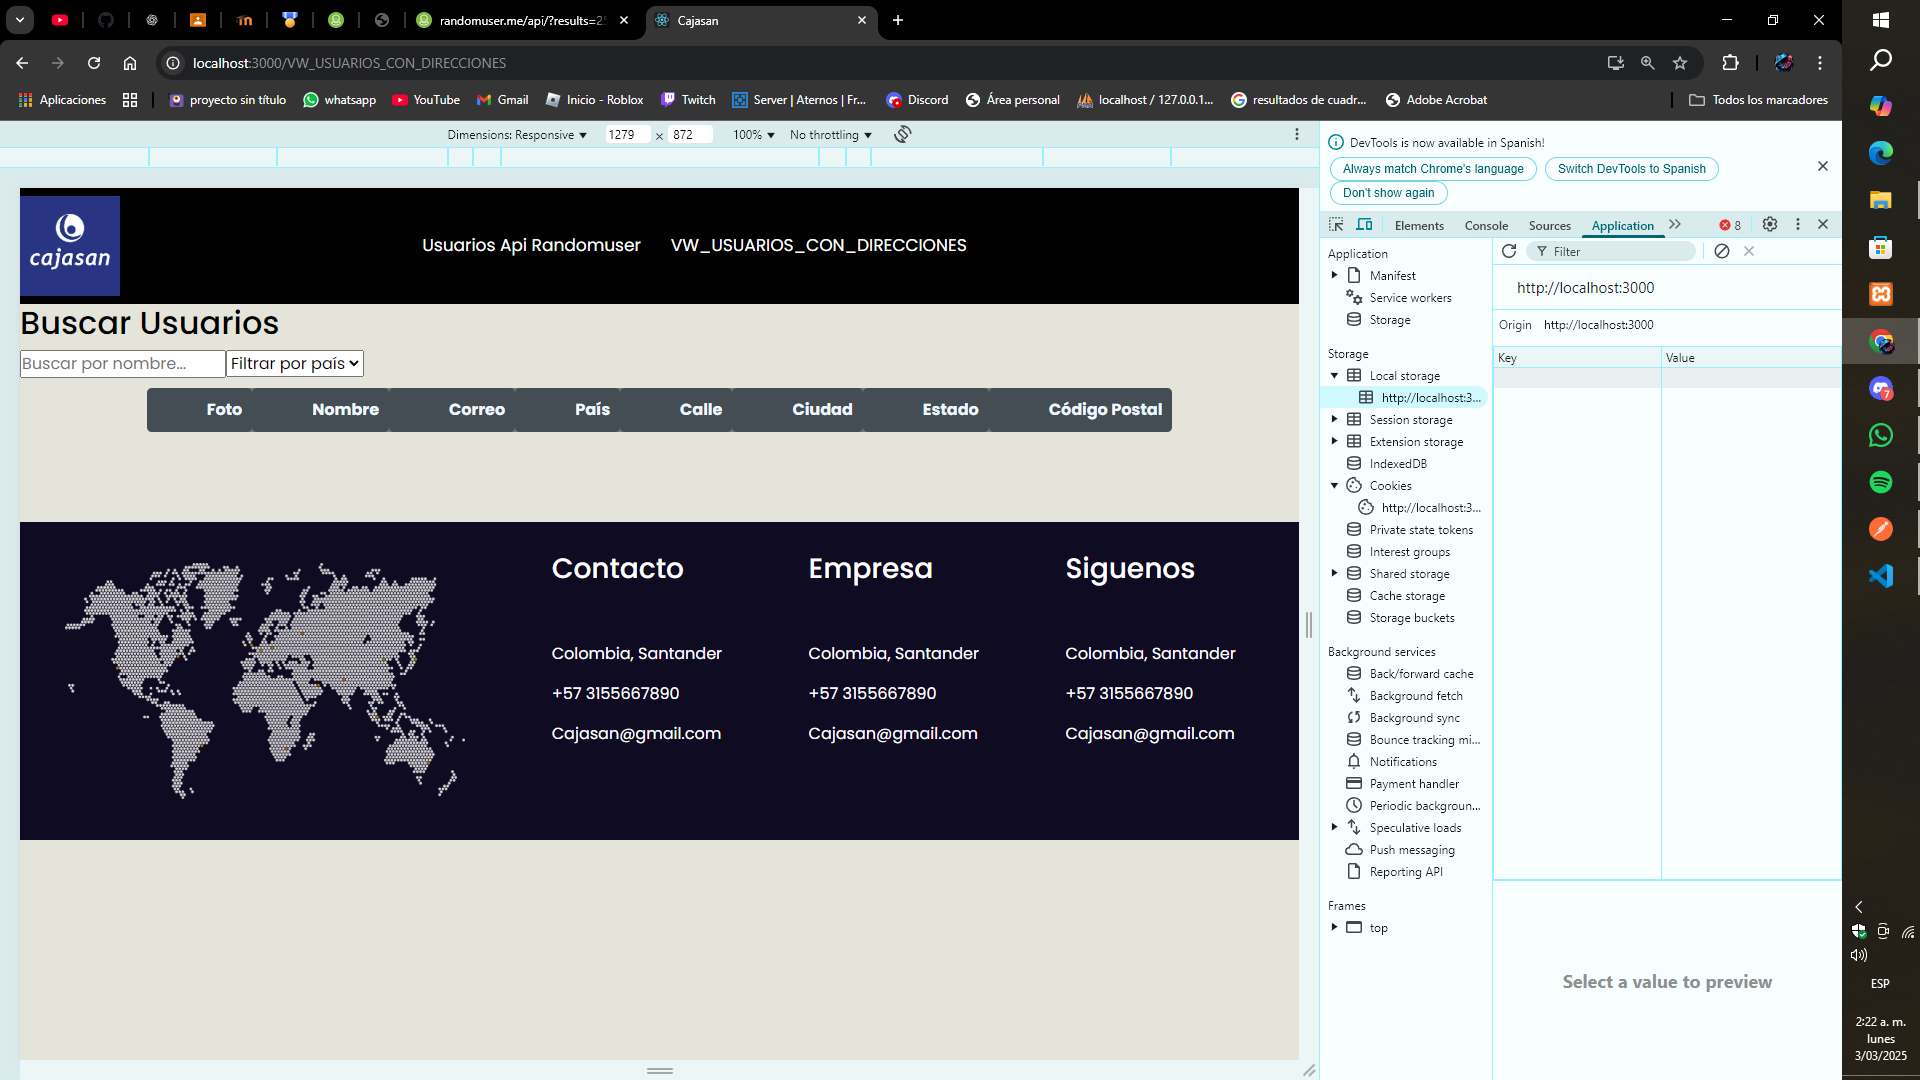 randomuser.me/api/?results=25
Cajasan
localhost:3000/VW_USUARIOS_CON_DIRECCIONES
Aplicaciones
proyecto sin título
whatsapp
YouTube
Gmail
Inicio - Roblox
Twitch
Server | Aternos | Fr...
Discord
Área personal
localhost / 127.0.0.1...
resultados de cuadr...
Adobe Acrobat
Todos los marcadores
Dimensions: Responsive
1279 × 872
100%
No throttling
cajasan
Usuarios Api Randomuser
VW_USUARIOS_CON_DIRECCIONES
Buscar Usuarios
Buscar por nombre...
Filtrar por país
Foto Nombre Correo País Calle Ciudad Estado Código Postal
Contacto
Colombia, Santander
+57 3155667890
Cajasan@gmail.com
Empresa
Colombia, Santander
+57 3155667890
Cajasan@gmail.com
Siguenos
Colombia, Santander
+57 3155667890
Cajasan@gmail.com
DevTools is now available in Spanish!
Always match Chrome's language
Switch DevTools to Spanish
Don't show again
Elements
Console
Sources
Application
8
Application
Manifest
Service workers
Storage
Storage
Local storage
http://localhost:3...
Session storage
Extension storage
IndexedDB
Cookies
http://localhost:3...
Private state tokens
Interest groups
Shared storage
Cache storage
Storage buckets
Background services
Back/forward cache
Background fetch
Background sync
Bounce tracking mi...
Notifications
Payment handler
Periodic backgroun...
Speculative loads
Push messaging
Reporting API
Frames
top
Filter
http://localhost:3000
Origin http://localhost:3000
Key
Value
Select a value to preview
7
ESP
2:22 a. m.
lunes
3/03/2025